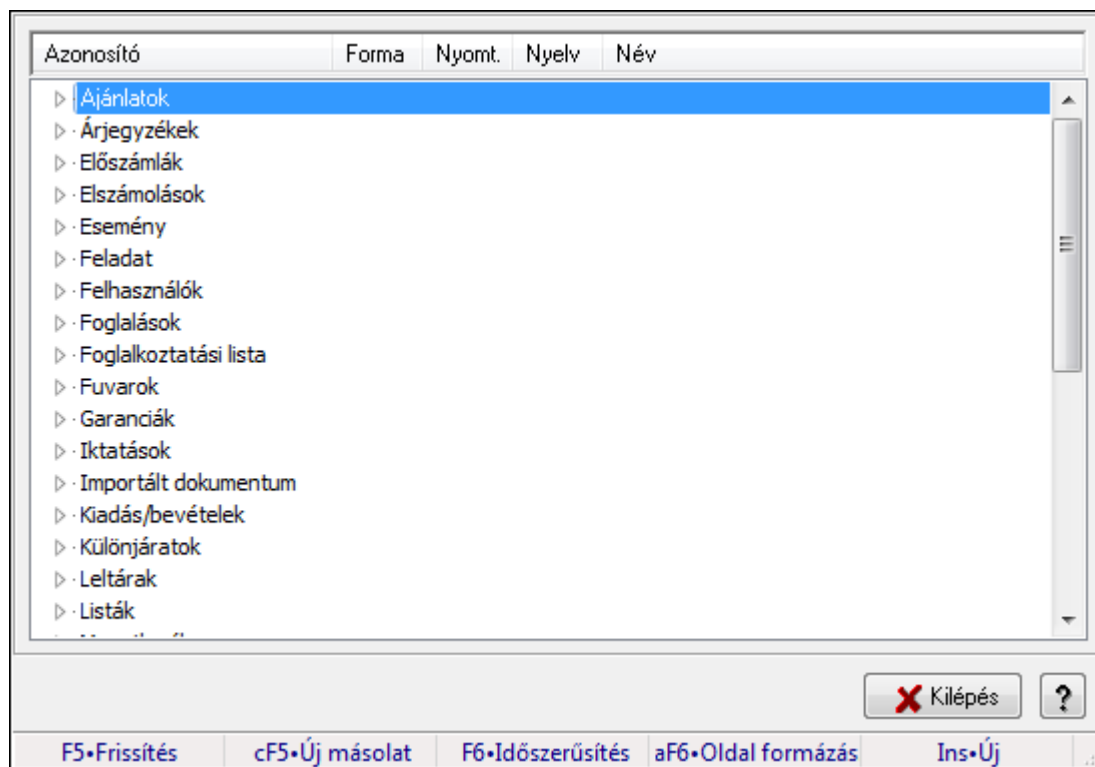 Azonosító Forma Nyomt. Nyelv Név
Ajánlatok
Árjegyzékek
Előszámlák
Elszámolások
Esemény
Feladat
Felhasználók
Foglalások
Foglalkoztatási lista
Fuvarok
Garanciák
Iktatások
Importált dokumentum
Kiadás/bevételek
Különjáratok
Leltárak
Listák
Kilépés ?
F5•Frissítés cF5•Új másolat F6•Időszerűsítés aF6•Oldal formázás Ins•Új